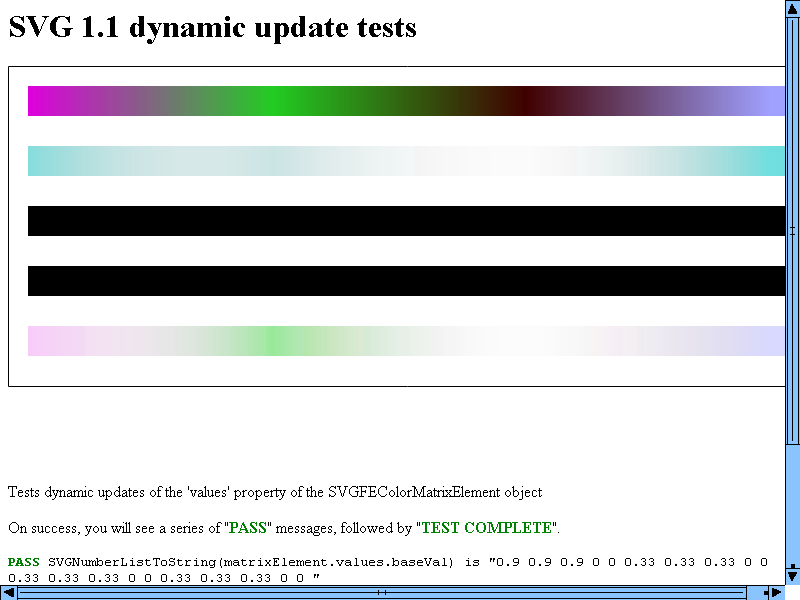 SVG 1.1 dynamic update tests
Tests dynamic updates of the 'values' property of the SVGFEColorMatrixElement object
On success, you will see a series of "PASS" messages, followed by "TEST COMPLETE".
PASS SVGNumberListToString(matrixElement.values.baseVal) is "0.9 0.9 0.9 0 0 0.33 0.33 0.33 0 0
0.33 0.33 0.33 0 0 0.33 0.33 0.33 0 0 "